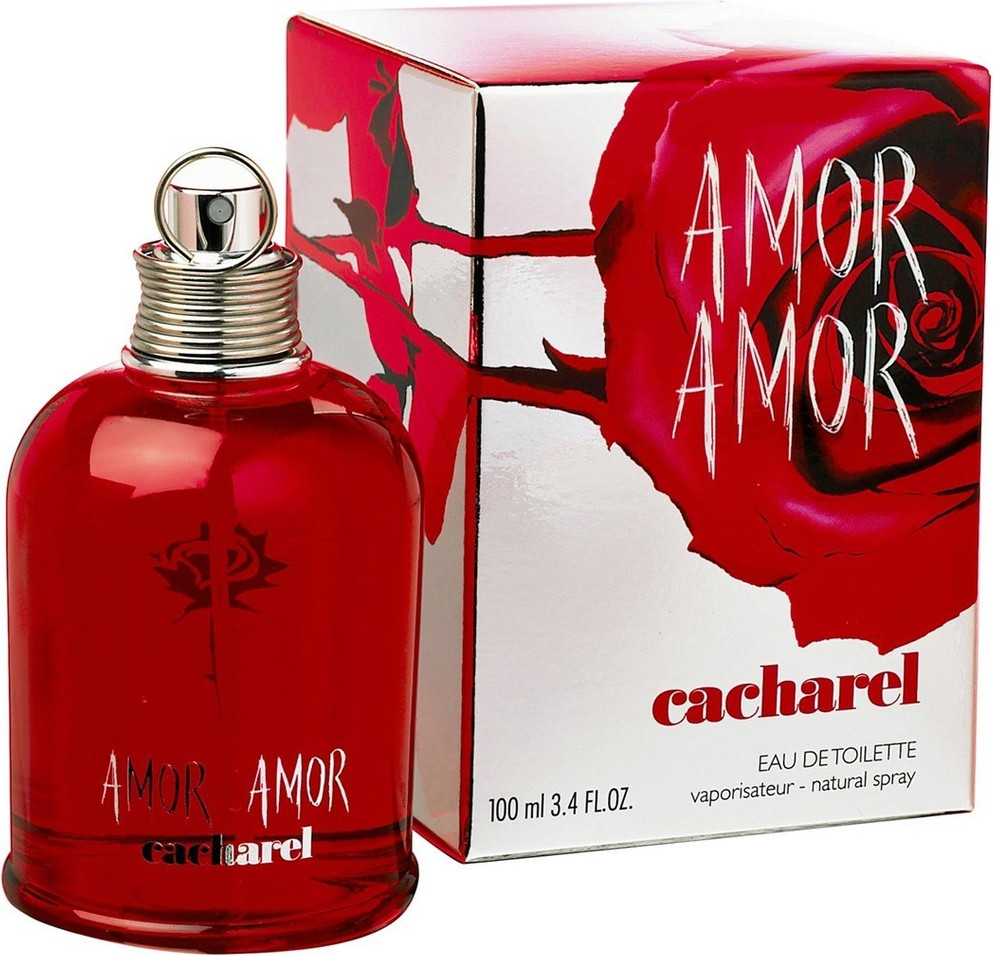 AMOR
AMOR
cacharel
EAU DE TOILETTE
vaporisateur - natural spray
100 ml 3.4 FL.OZ.
AMOR AMOR
cacharel